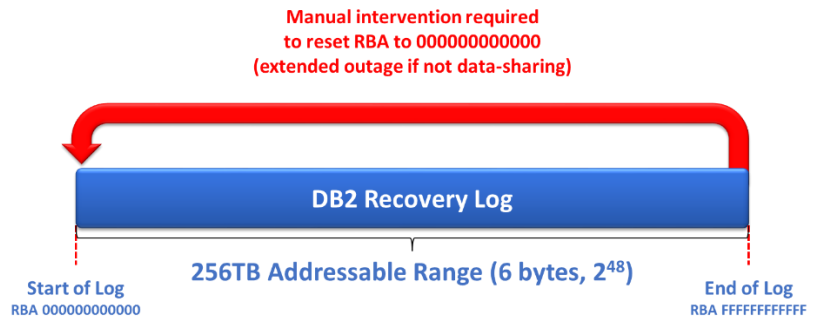 Manual intervention required
to reset RBA to 000000000000
(extended outage if not data-sharing)
DB2 Recovery Log
256TB Addressable Range (6 bytes, 2⁴⁸)
Start of Log
RBA 000000000000
End of Log
RBA FFFFFFFFFFFF